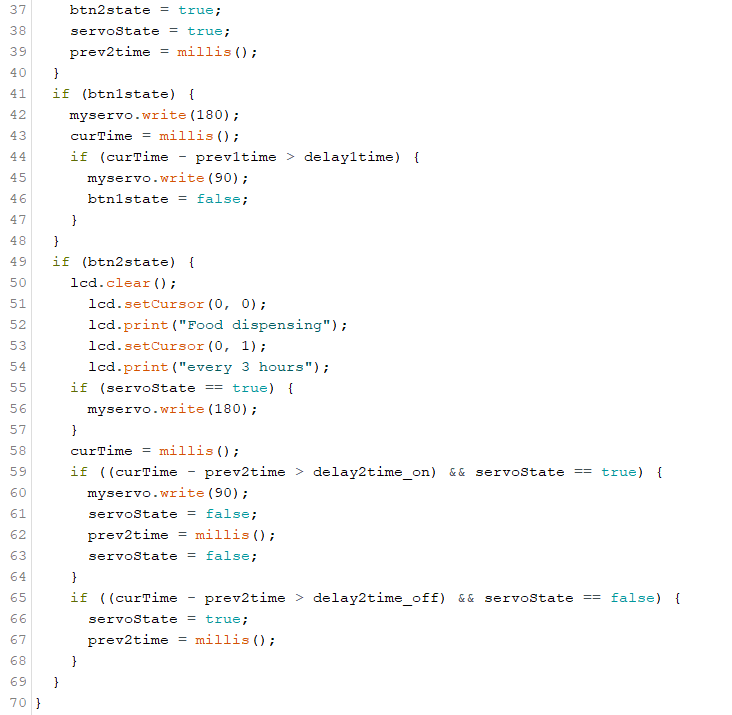 37     btn2state = true;
38     servoState = true;
39     prev2time = millis();
40   }
41   if (btn1state) {
42     myservo.write(180);
43     curTime = millis();
44     if (curTime - prev1time > delay1time) {
45       myservo.write(90);
46       btn1state = false;
47     }
48   }
49   if (btn2state) {
50     lcd.clear();
51       lcd.setCursor(0, 0);
52       lcd.print("Food dispensing");
53       lcd.setCursor(0, 1);
54       lcd.print("every 3 hours");
55     if (servoState == true) {
56       myservo.write(180);
57     }
58     curTime = millis();
59     if ((curTime - prev2time > delay2time_on) && servoState == true) {
60       myservo.write(90);
61       servoState = false;
62       prev2time = millis();
63       servoState = false;
64     }
65     if ((curTime - prev2time > delay2time_off) && servoState == false) {
66       servoState = true;
67       prev2time = millis();
68     }
69   }
70 }